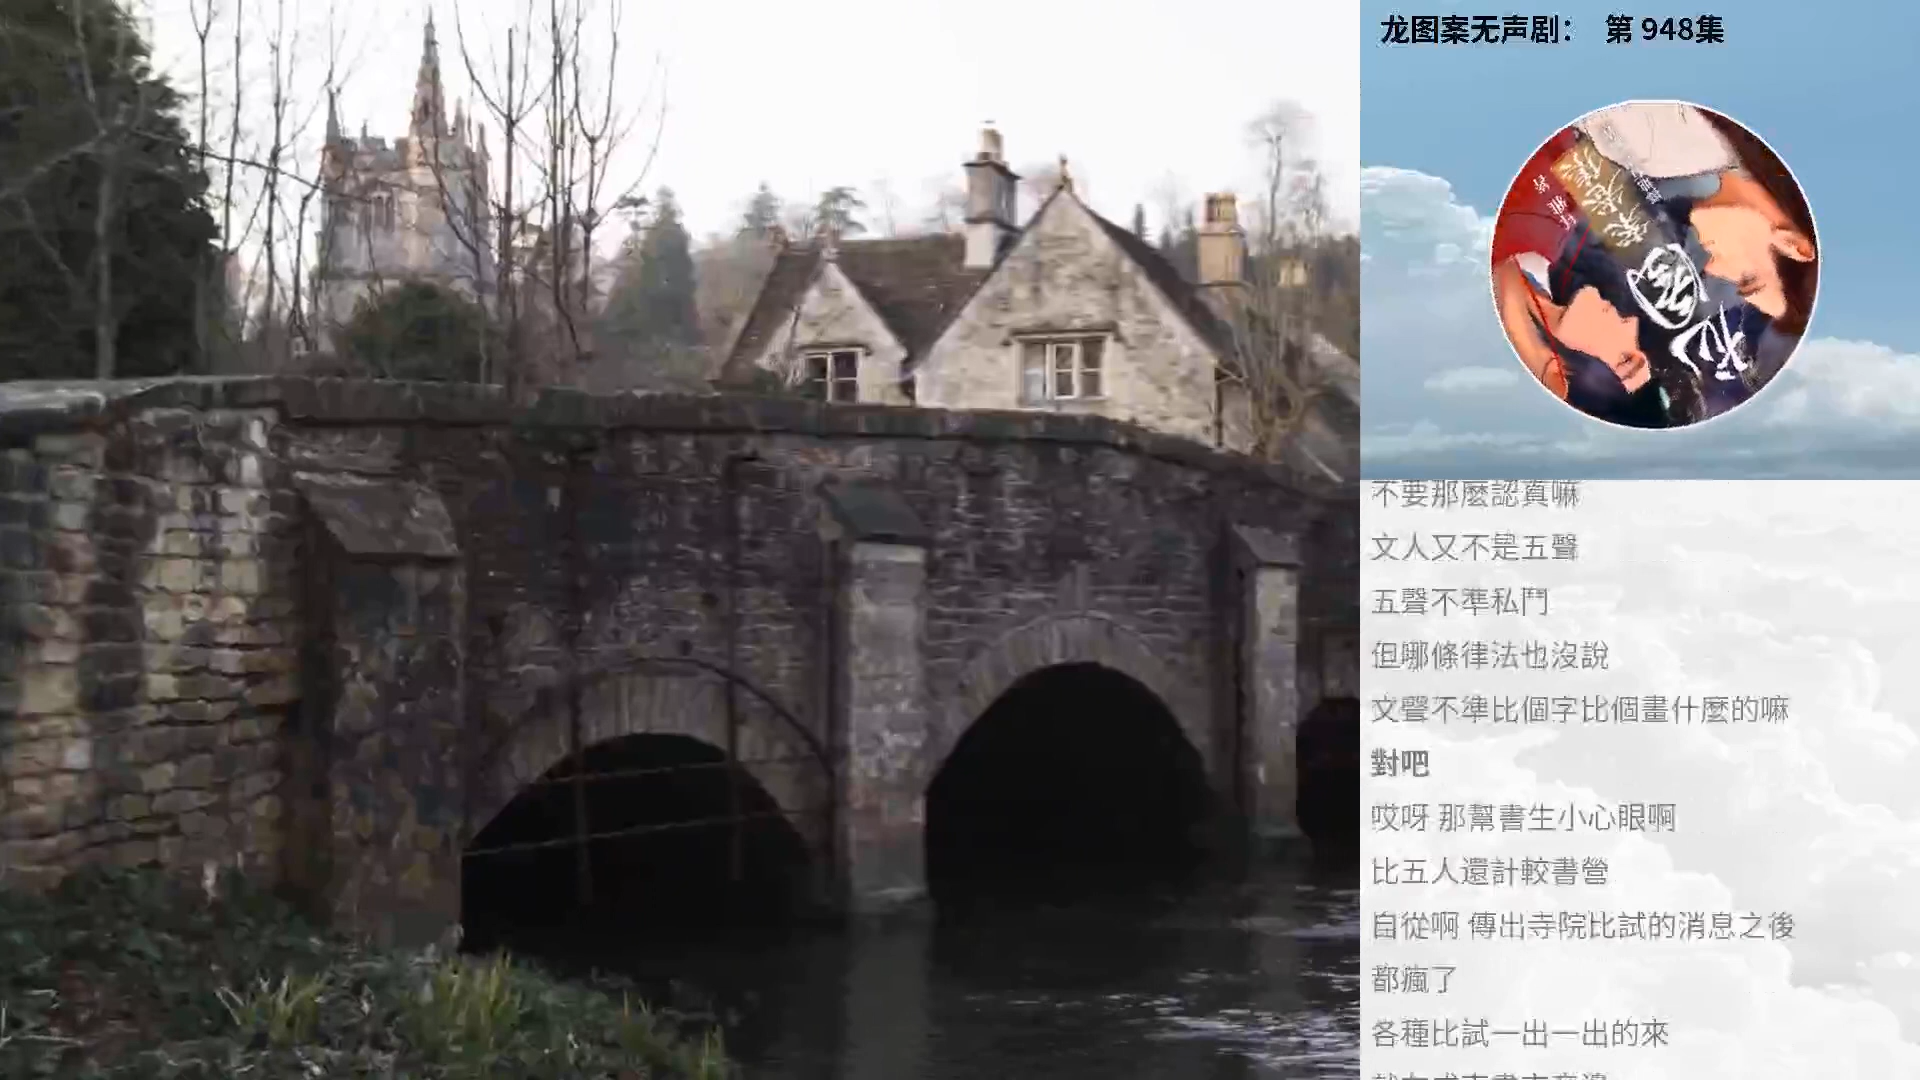 龙图案无声剧： 第 948集
不要那麼認真嘛
文人又不是五聲
五聲不準私鬥
但哪條律法也沒說
文聲不準比個字比個畫什麼的嘛
對吧
哎呀 那幫書生小心眼啊
比五人還計較書營
自從啊 傳出寺院比試的消息之後
都瘋了
各種比試一出一出的來